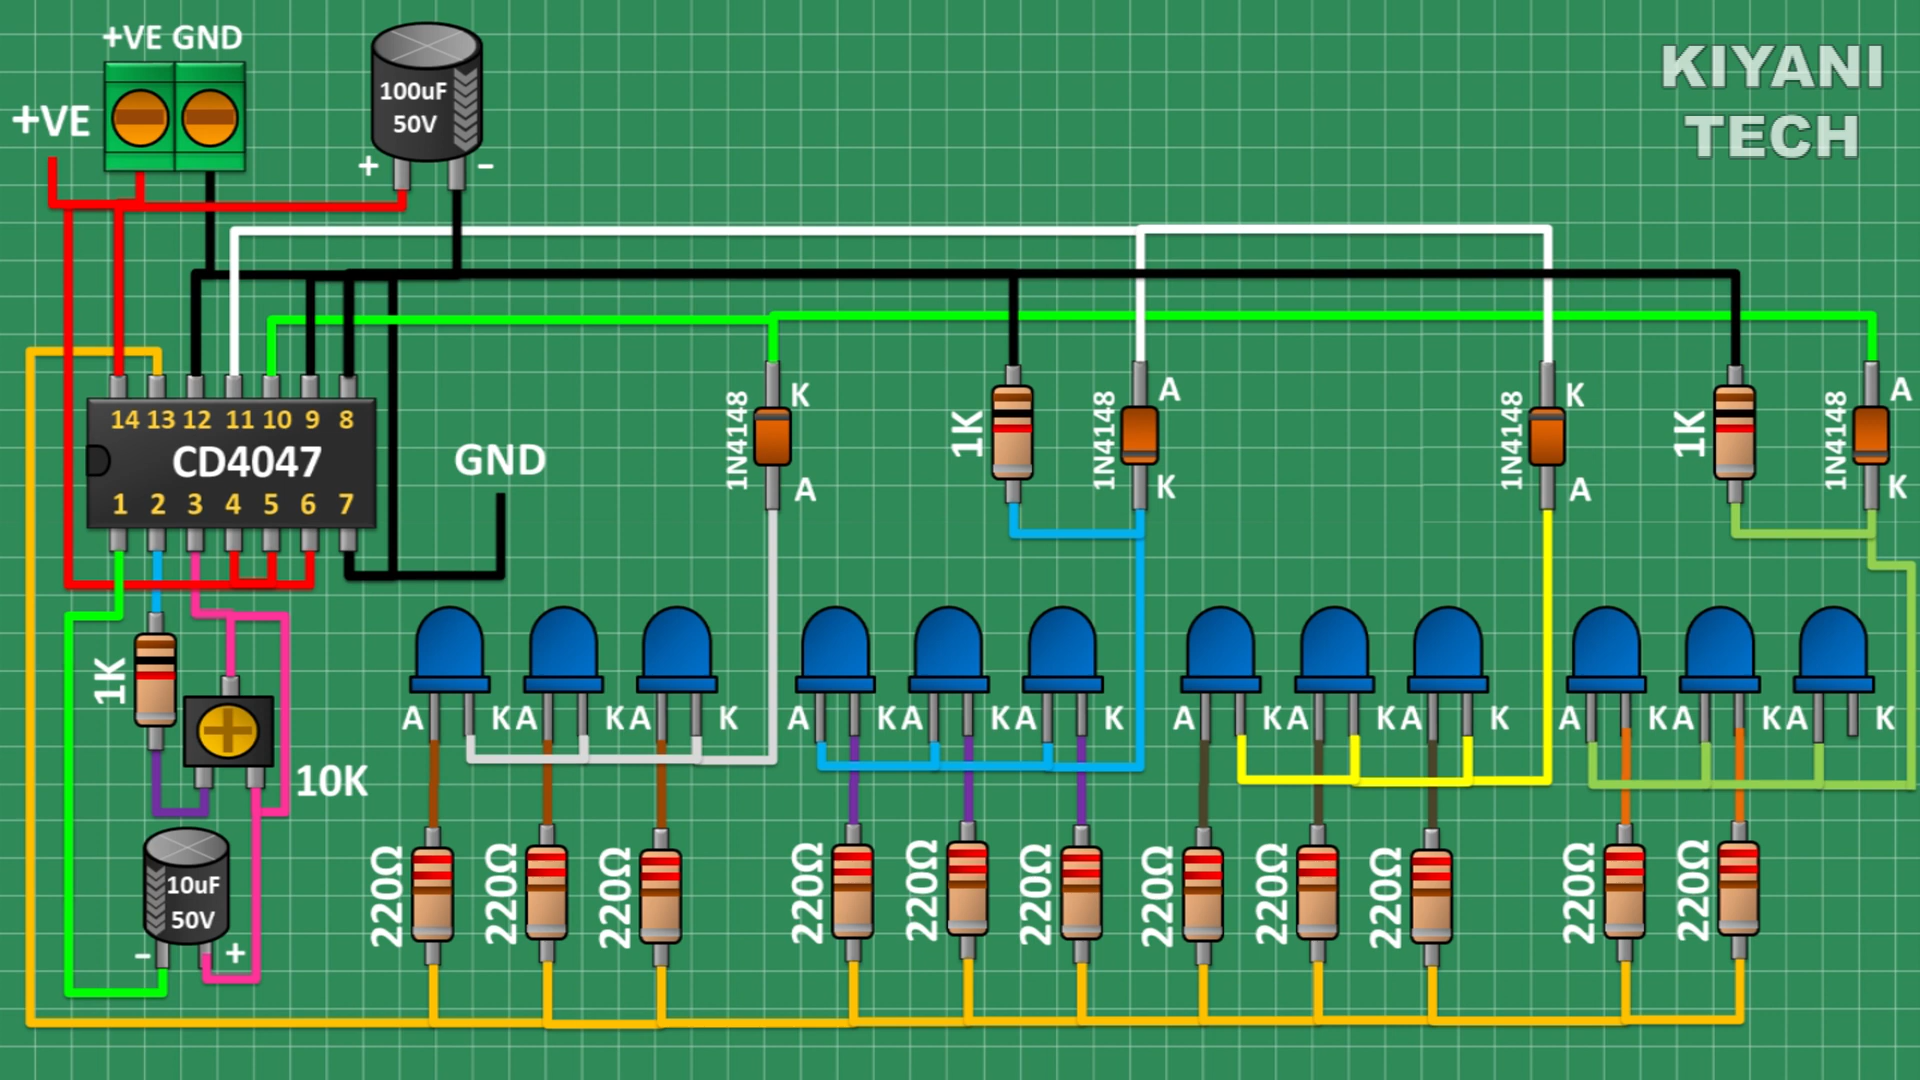 +VE GND
+VE
100uF
50V
+ -
KIYANI
TECH
14 13 12 11 10 9 8
CD4047
1 2 3 4 5 6 7
GND
1N4148
K
A
1K
1N4148
A
K
1N4148
K
A
1K
1N4148
A
K
1K
10K
10uF
50V
- +
A K A K A K A K A K A K A K A K A K A K A K A K
220Ω 220Ω 220Ω 220Ω 220Ω 220Ω 220Ω 220Ω 220Ω 220Ω 220Ω